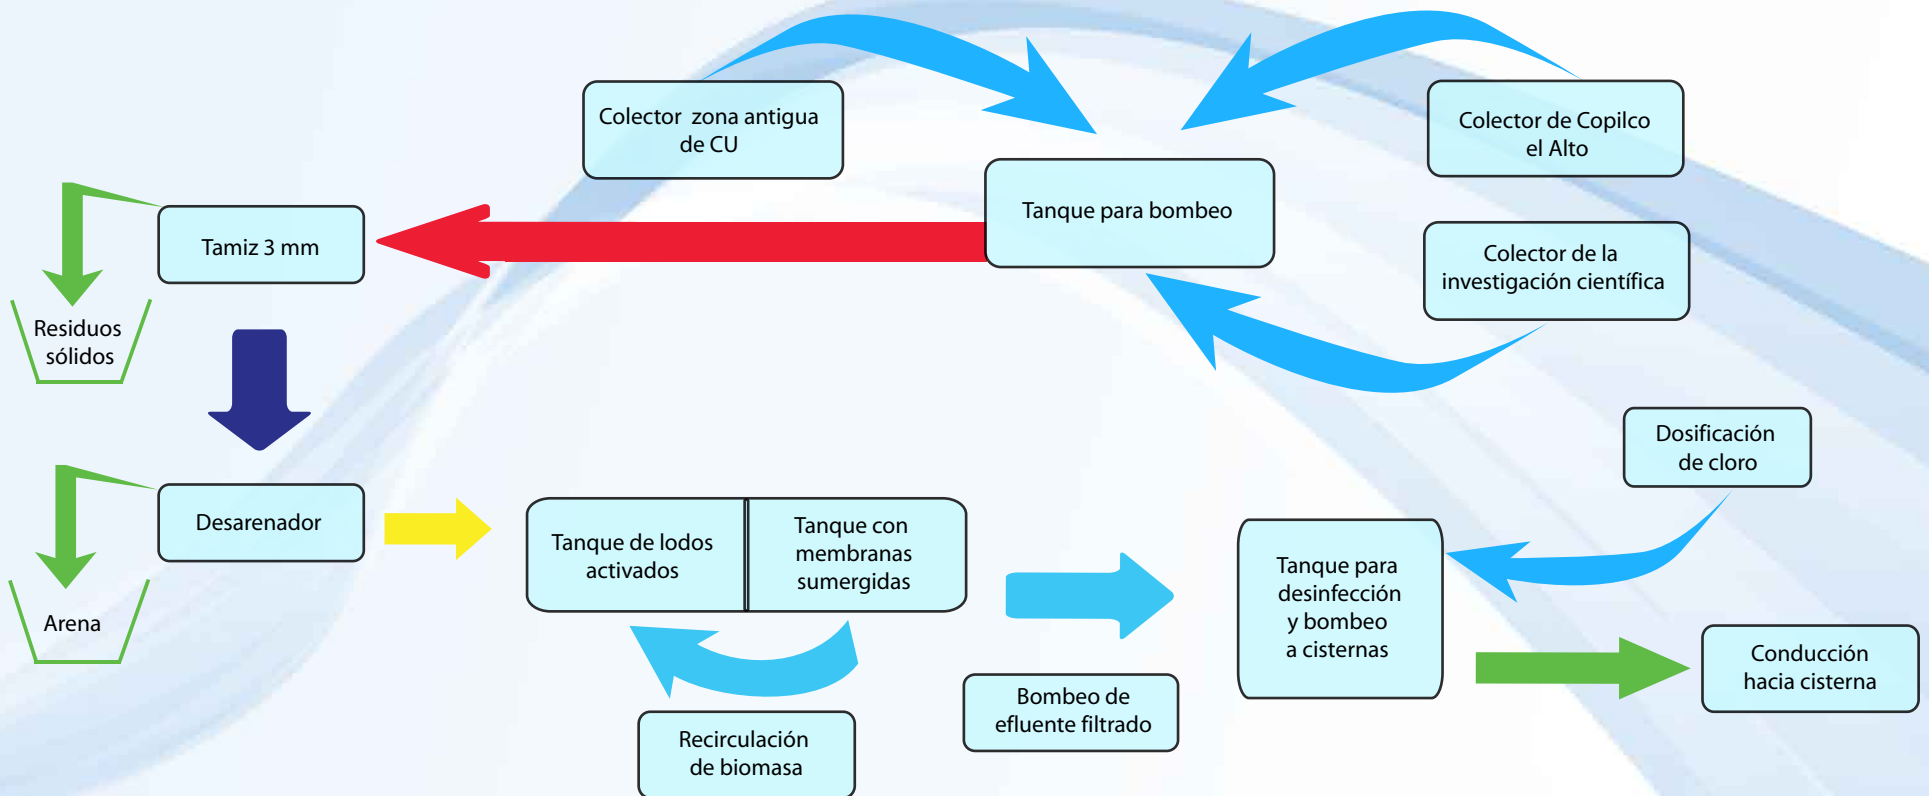 Colector zona antigua
de CU
Colector de Copilco
el Alto
Tanque para bombeo
Tamiz 3 mm
Colector de la
investigación científica
Residuos
sólidos
Dosificación
de cloro
Desarenador
Tanque de lodos
activados
Tanque con
membranas
sumergidas
Tanque para
desinfección
y bombeo
a cisternas
Arena
Conducción
hacia cisterna
Bombeo de
efluente filtrado
Recirculación
de biomasa